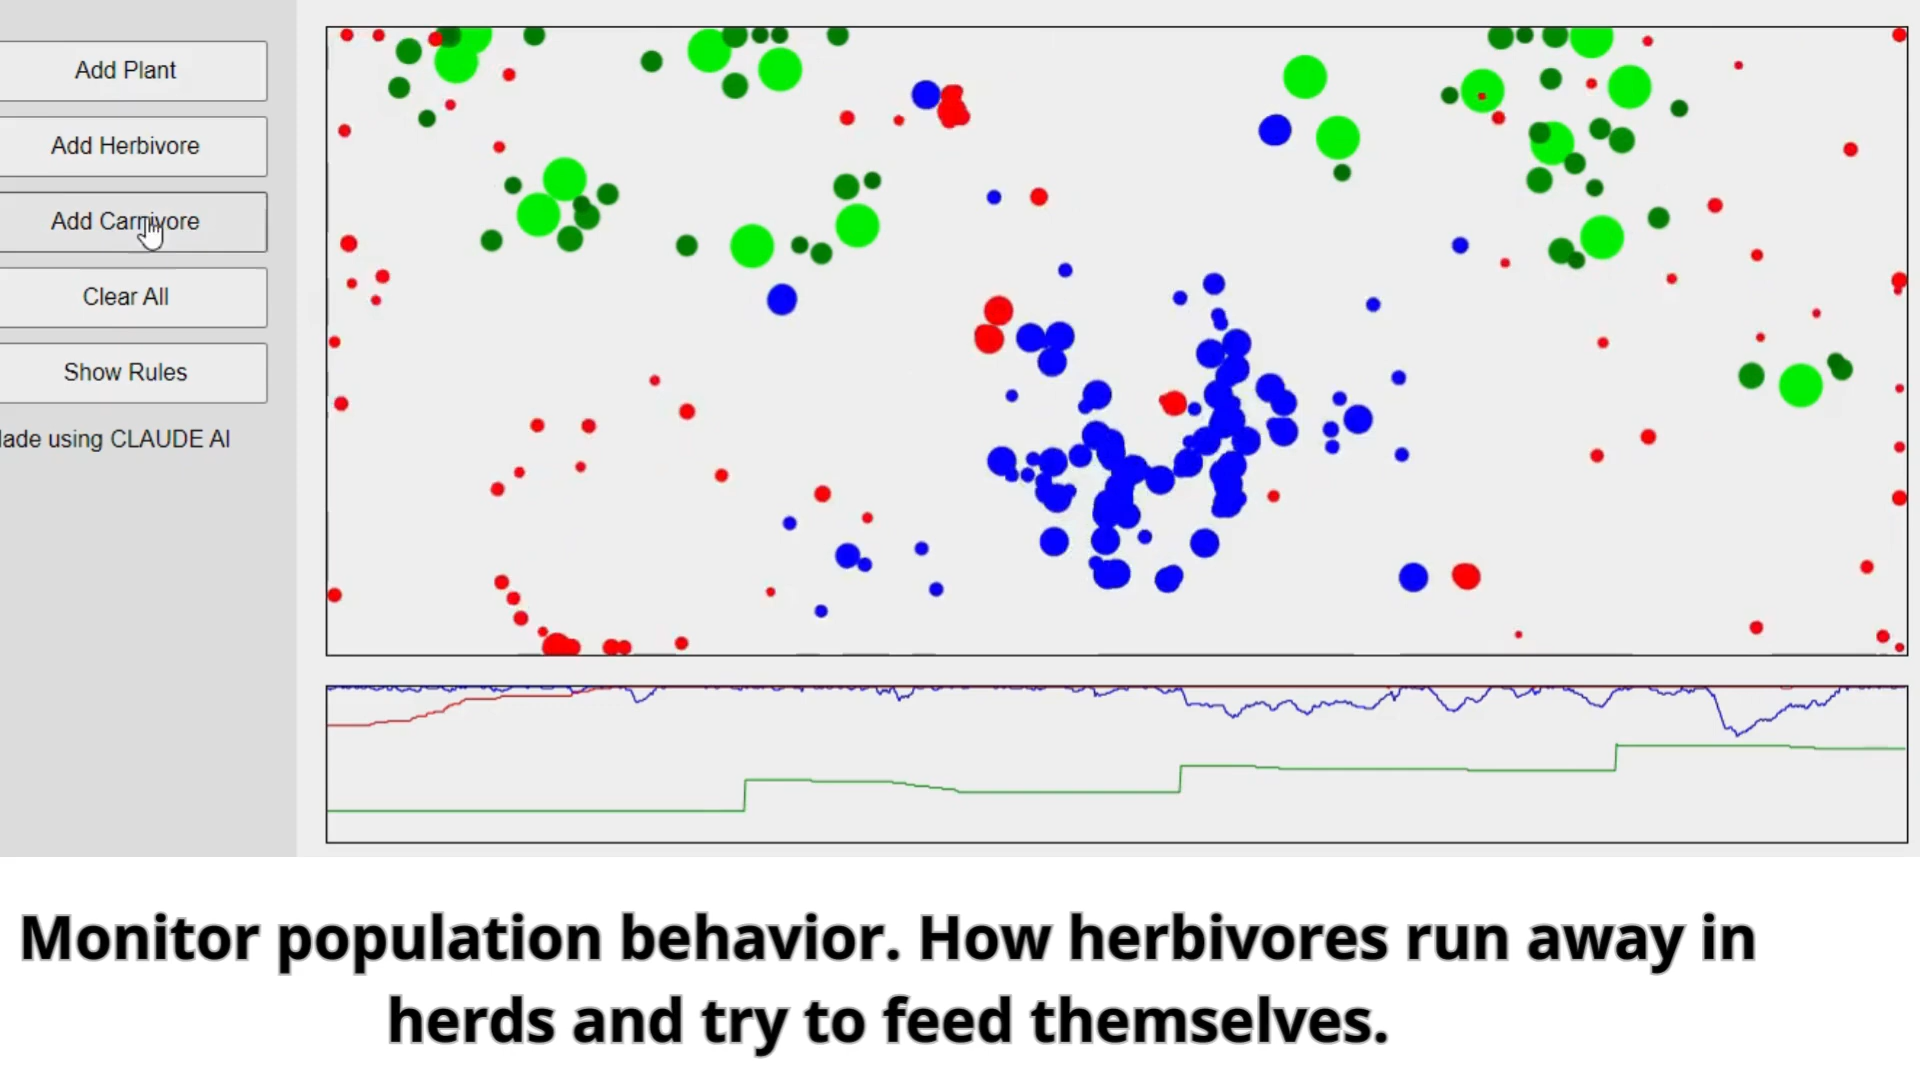 Add Plant
Add Herbivore
Add Carnivore
Clear All
Show Rules
ade using CLAUDE AI
Monitor population behavior. How herbivores run away in
herds and try to feed themselves.